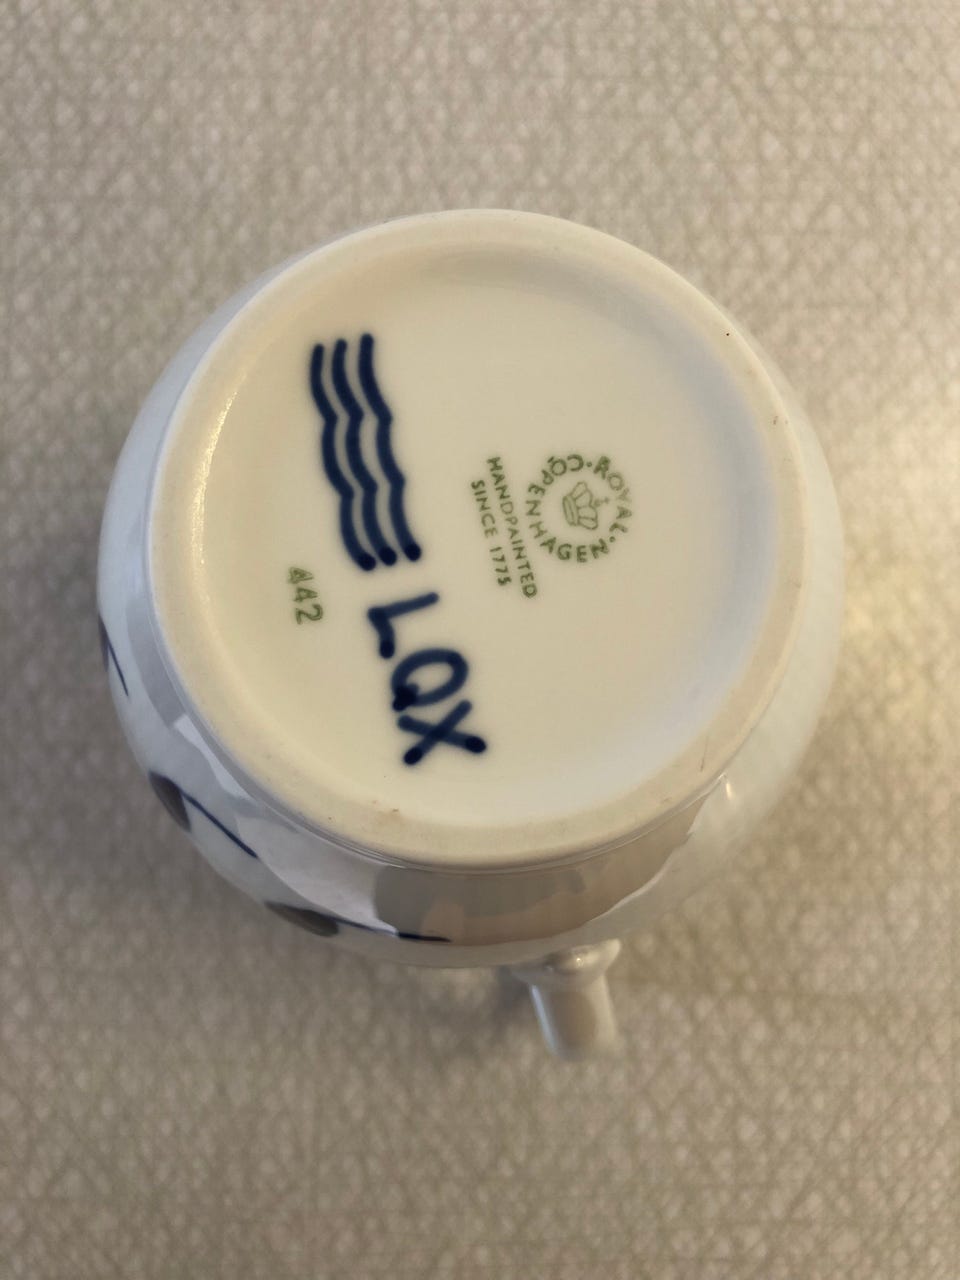 ROYAL · COPENHAGEN ·
HANDPAINTED
SINCE 1775
LQX
442